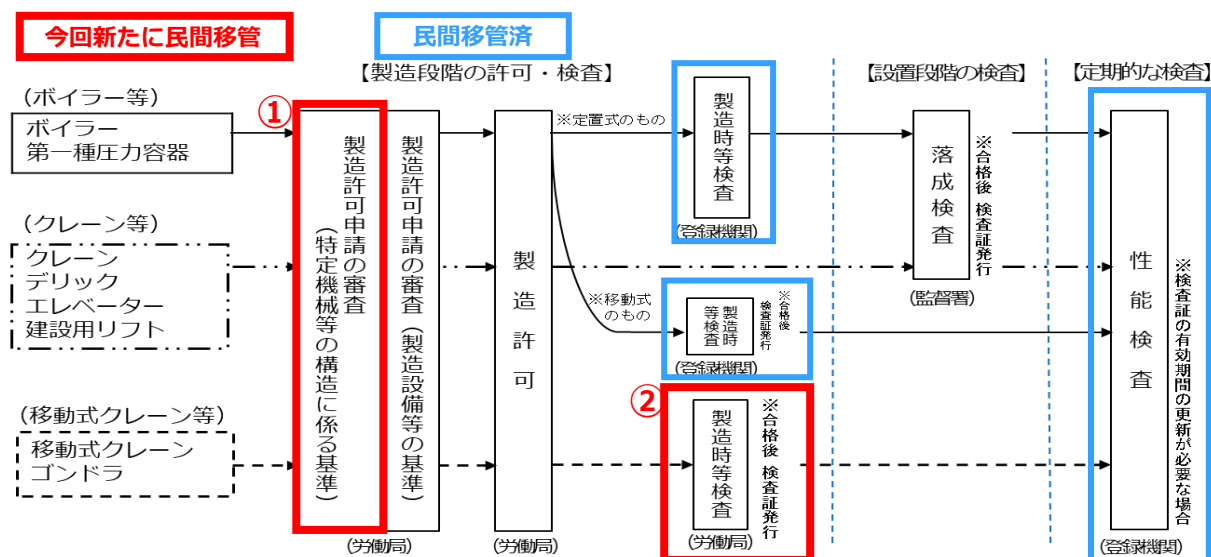 今回新たに民間移管
民間移管済
【製造段階の許可・検査】
【設置段階の検査】
【定期的な検査】
(ボイラー等)
ボイラー
第一種圧力容器
(クレーン等)
クレーン
デリック
エレベーター
建設用リフト
(移動式クレーン等)
移動式クレーン
ゴンドラ
①
製造許可申請の審査
(特定機械等の構造に係る基準)
製造許可申請の審査(製造設備等の基準)
(労働局)
製造許可
※定置式のもの
製造時等検査
(登録機関)
※移動式
のもの
製造時
等検査
※合格後
検査証発行
(登録機関)
②
製造時等検査
※合格後 検査証発行
(労働局)
落成検査
※合格後 検査証発行
(監督署)
性能検査
※検査証の有効期間の更新が必要な場合
(登録機関)